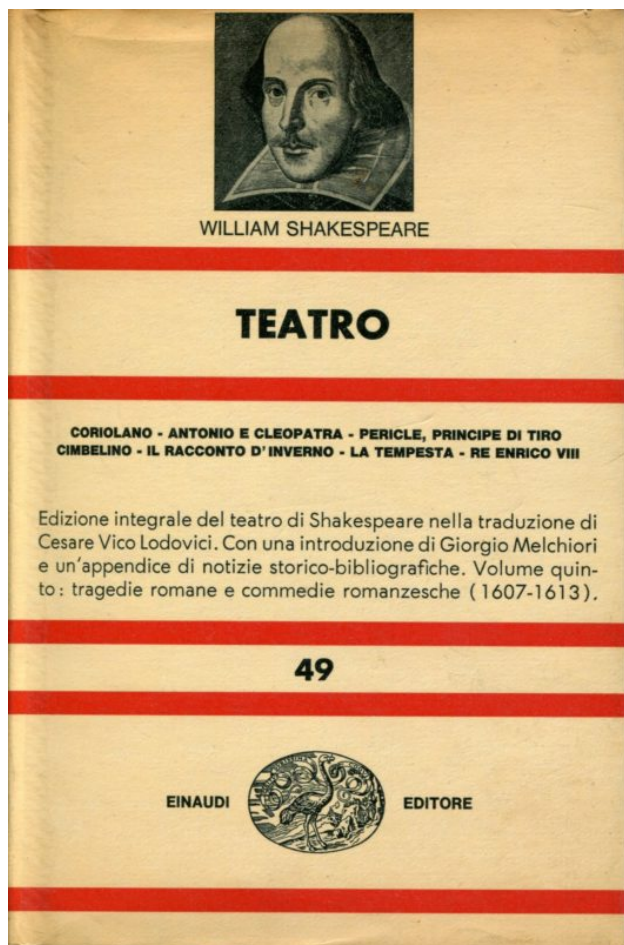 WILLIAM SHAKESPEARE
TEATRO
CORIOLANO - ANTONIO E CLEOPATRA - PERICLE, PRINCIPE DI TIRO
CIMBELINO - IL RACCONTO D'INVERNO - LA TEMPESTA - RE ENRICO VIII
Edizione integrale del teatro di Shakespeare nella traduzione di
Cesare Vico Lodovici. Con una introduzione di Giorgio Melchiori
e un'appendice di notizie storico-bibliografiche. Volume quin-
to: tragedie romane e commedie romanzesche (1607-1613).
49
EINAUDI EDITORE